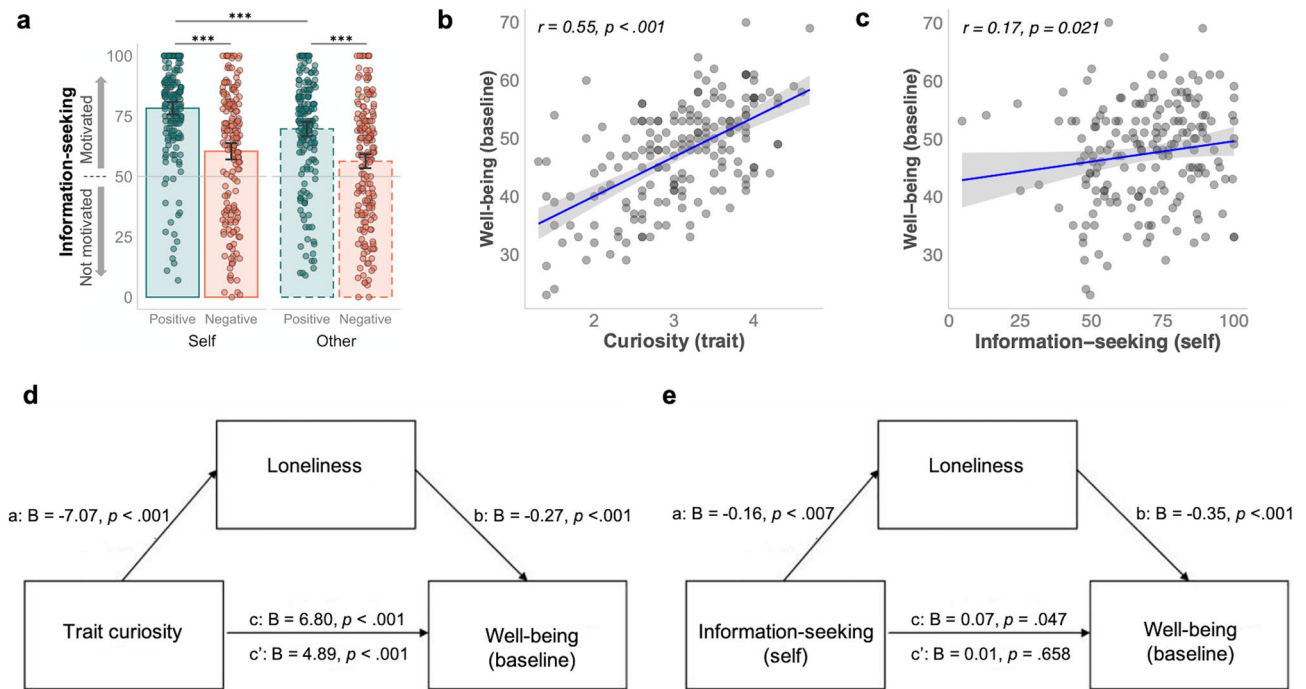 a
***
***
***
100
75
50
25
0
Information-seeking
Motivated
Not motivated
Positive
Negative
Positive
Negative
Self
Other
b
r = 0.55, p < .001
70
60
50
40
30
Well-being (baseline)
2
3
4
Curiosity (trait)
c
r = 0.17, p = 0.021
70
60
50
40
30
Well–being (baseline)
0
25
50
75
100
Information–seeking (self)
d
Loneliness
a: B = -7.07, p < .001
b: B = -0.27, p <.001
Trait curiosity
c: B = 6.80, p < .001
c': B = 4.89, p < .001
Well-being
(baseline)
e
Loneliness
a: B = -0.16, p < .007
b: B = -0.35, p <.001
Information-seeking
(self)
c: B = 0.07, p = .047
c': B = 0.01, p = .658
Well-being
(baseline)